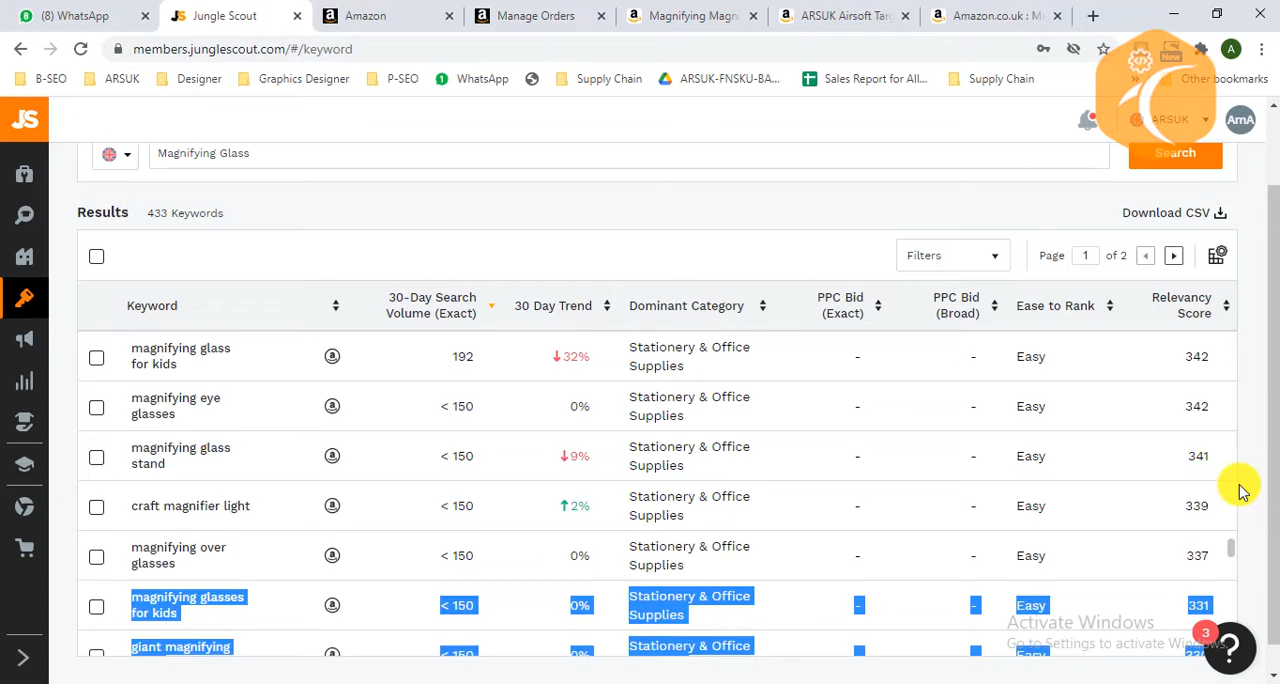 (8) WhatsApp
Jungle Scout
Amazon
Manage Orders
Magnifying Magn
ARSUK Airsoft Tar
Amazon.co.uk : M
members.junglescout.com/#/keyword
A
B-SEO
ARSUK
Designer
Graphics Designer
P-SEO
WhatsApp
Supply Chain
ARSUK-FNSKU-BA...
Sales Report for All...
Supply Chain
New
Other bookmarks
JS
ARSUK
AmA
Magnifying Glass
Search
Results 433 Keywords
Download CSV
Filters
Page 1 of 2
Keyword
30-Day Search
Volume (Exact)
30 Day Trend
Dominant Category
PPC Bid
(Exact)
PPC Bid
(Broad)
Ease to Rank
Relevancy
Score
magnifying glass
for kids
192
32%
Stationery & Office
Supplies
-
-
Easy
342
magnifying eye
glasses
< 150
0%
Stationery & Office
Supplies
-
-
Easy
342
magnifying glass
stand
< 150
9%
Stationery & Office
Supplies
-
-
Easy
341
craft magnifier light
< 150
2%
Stationery & Office
Supplies
-
-
Easy
339
magnifying over
glasses
< 150
0%
Stationery & Office
Supplies
-
-
Easy
337
magnifying glasses
for kids
< 150
0%
Stationery & Office
Supplies
-
-
Easy
331
giant magnifying
< 150
0%
Stationery & Office
Easy
Activate Windows
Go to Settings to activate Windows.
3
?